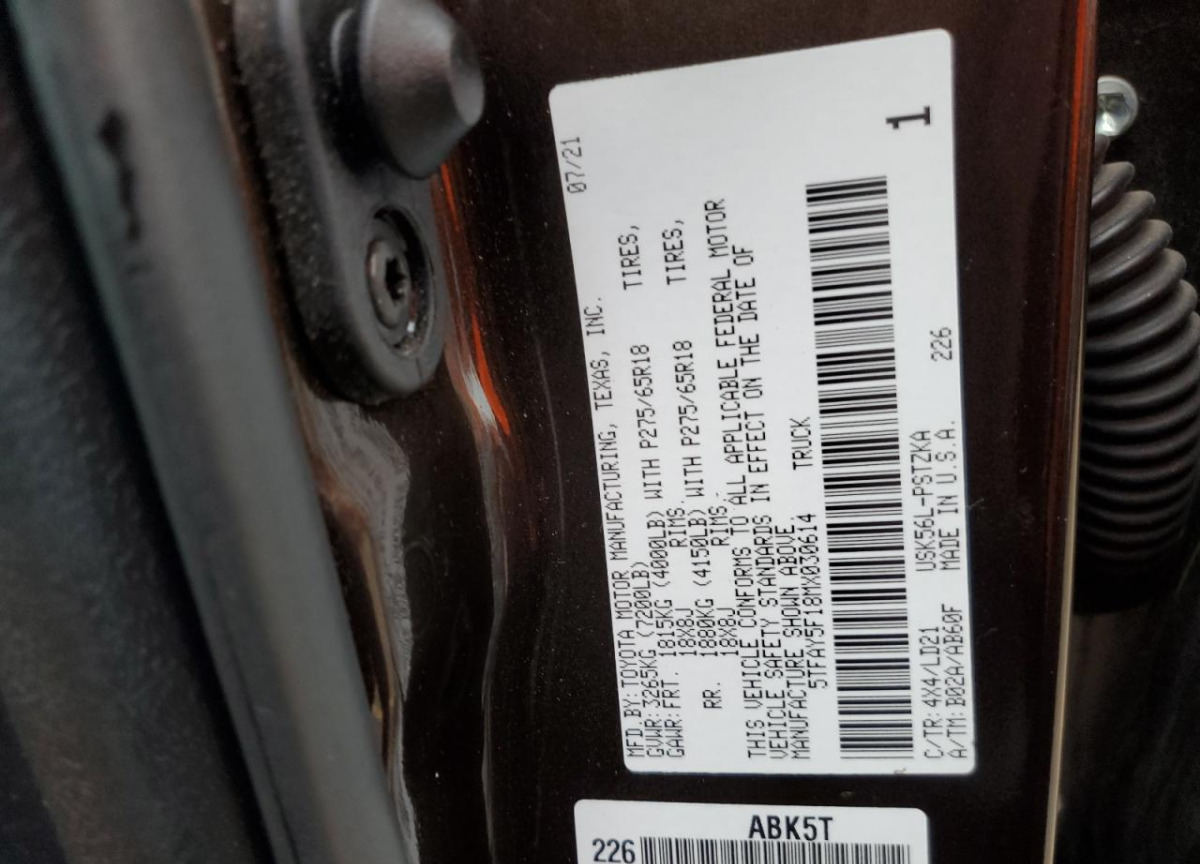 MFD. BY: TOYOTA MOTOR MANUFACTURING, TEXAS, INC. 07/21
GVWR: 3265KG (7200LB)
GAWR: FRT. 1815KG (4000LB) WITH P275/65R18 TIRES,
18X8J RIMS.
RR. 1880KG (4150LB) WITH P275/65R18 TIRES,
18X8J RIMS.
THIS VEHICLE CONFORMS TO ALL APPLICABLE FEDERAL MOTOR
VEHICLE SAFETY STANDARDS IN EFFECT ON THE DATE OF
MANUFACTURE SHOWN ABOVE.
5TFAY5F18MX030614 TRUCK
1
C/TR: 4X4/LD21 USK56L-PSTZKA 226
A/TM: B02A/AB60F MADE IN U.S.A.
ABK5T
226